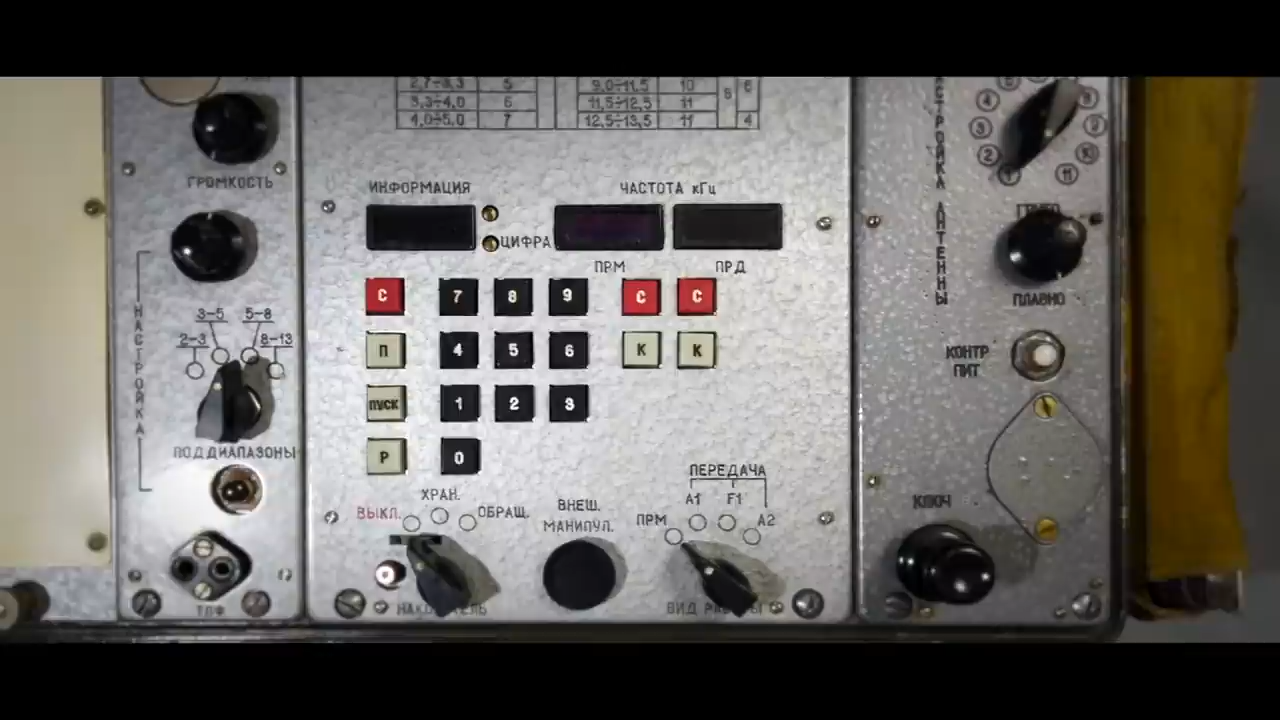 2,7÷3,3 5
3,3÷4,0 6
4,0÷5,0 7
9,0÷11,5 10
11,5÷12,5 11
12,5÷13,5 11
6
4
ГРОМКОСТЬ
НАСТРОЙКА
2-3 3-5 5-8 8-13
ПОДДИАПАЗОНЫ
ТЛФ
ИНФОРМАЦИЯ
ЦИФРА
ЧАСТОТА кГц
ПРМ ПРД
С 7 8 9 С С
П 4 5 6 К К
ПУСК 1 2 3
Р 0
ХРАН.
ВЫКЛ. ОБРАЩ.
НАКОПИТЕЛЬ
ВНЕШ.
МАНИПУЛ.
ПЕРЕДАЧА
А1 F1
ПРМ А2
ВИД РАБОТЫ
АНТЕННЫ
4 3 2 1 9 10 11
ПЛАВНО
КОНТР
ПИТ
КЛЮЧ